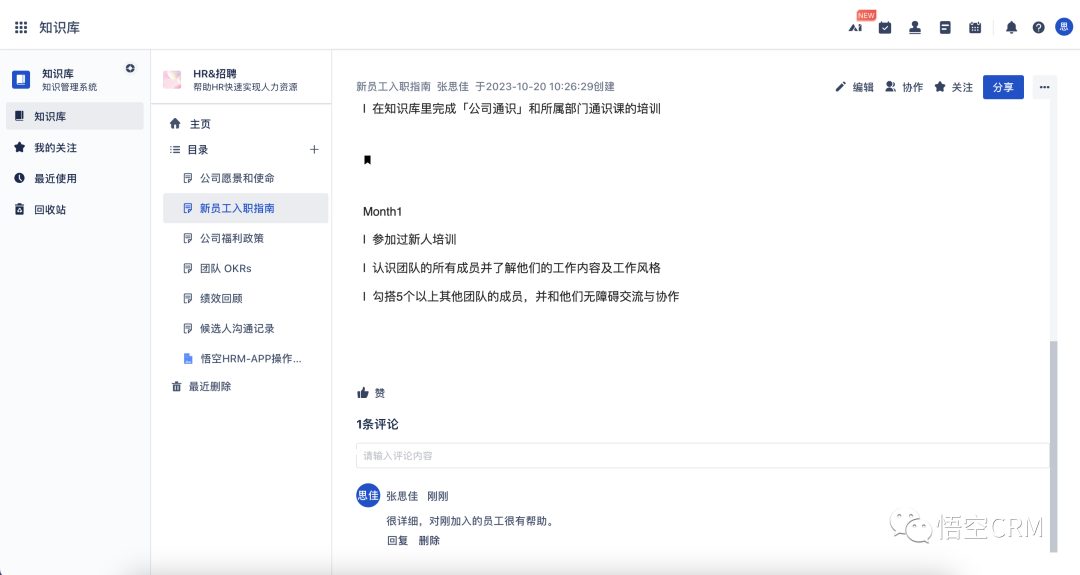 知识库
NEW
思
知识库
知识管理系统
知识库
我的关注
最近使用
回收站
HR&招聘
帮助HR快速实现人力资源
主页
目录
公司愿景和使命
新员工入职指南
公司福利政策
团队 OKRs
绩效回顾
候选人沟通记录
悟空HRM-APP操作...
最近删除
新员工入职指南 张思佳 于2023-10-20 10:26:29创建
编辑 协作 关注 分享
l 在知识库里完成「公司通识」和所属部门通识课的培训
Month1
l 参加过新人培训
l 认识团队的所有成员并了解他们的工作内容及工作风格
l 勾搭5个以上其他团队的成员，并和他们无障碍交流与协作
赞
1条评论
请输入评论内容
思佳 张思佳 刚刚
很详细，对刚加入的员工很有帮助。
回复 删除
悟空CRM